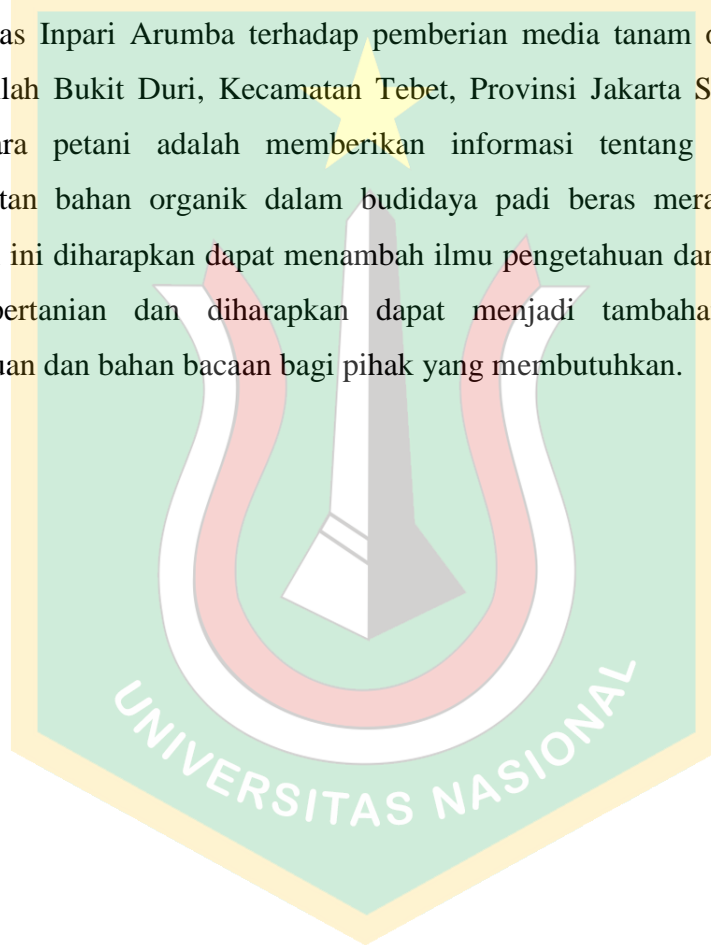 as Inpari Arumba terhadap pemberian media tanam
lah Bukit Duri, Kecamatan Tebet, Provinsi Jakarta S
ra petani adalah memberikan informasi tentang
tan bahan organik dalam budidaya padi beras mera
ini diharapkan dapat menambah ilmu pengetahuan dan
pertanian dan diharapkan dapat menjadi tambaha
uan dan bahan bacaan bagi pihak yang membutuhkan.
UNIVERSITAS NASIONAL